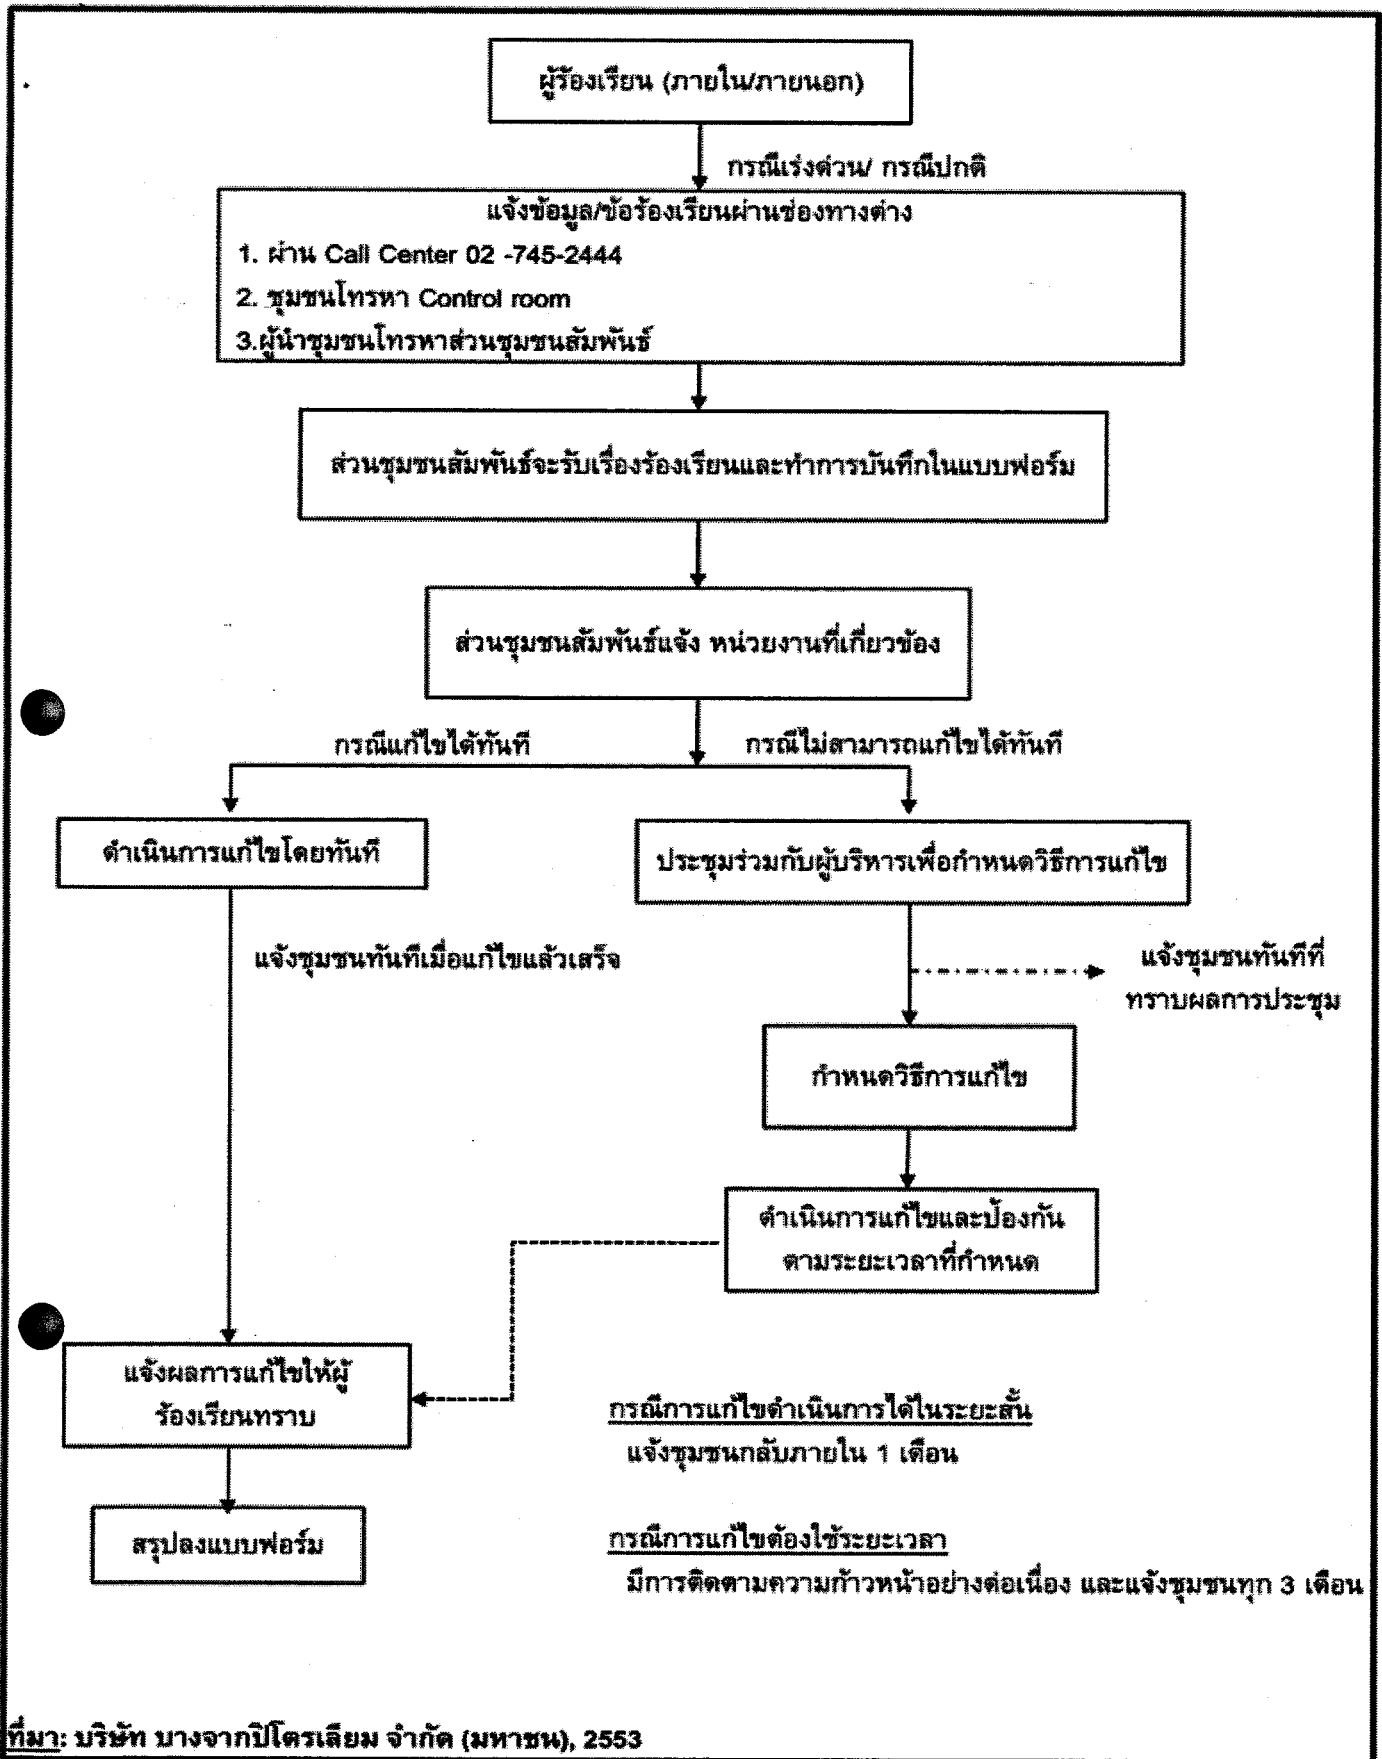 ผู้ร้องเรียน (ภายใน/ภายนอก)
กรณีเร่งด่วน/ กรณีปกติ
แจ้งข้อมูล/ข้อร้องเรียนผ่านช่องทางต่าง
1. ผ่าน Call Center 02 -745-2444
2. ชุมชนโทรหา Control room
3.ผู้นำชุมชนโทรหาส่วนชุมชนสัมพันธ์
ส่วนชุมชนสัมพันธ์จะรับเรื่องร้องเรียนและทำการบันทึกในแบบฟอร์ม
ส่วนชุมชนสัมพันธ์แจ้ง หน่วยงานที่เกี่ยวข้อง
กรณีแก้ไขได้ทันที
กรณีไม่สามารถแก้ไขได้ทันที
ดำเนินการแก้ไขโดยทันที
ประชุมร่วมกับผู้บริหารเพื่อกำหนดวิธีการแก้ไข
แจ้งชุมชนทันทีเมื่อแก้ไขแล้วเสร็จ
แจ้งชุมชนทันทีที่
ทราบผลการประชุม
กำหนดวิธีการแก้ไข
ดำเนินการแก้ไขและป้องกัน
ตามระยะเวลาที่กำหนด
แจ้งผลการแก้ไขให้ผู้
ร้องเรียนทราบ
กรณีการแก้ไขดำเนินการได้ในระยะสั้น
แจ้งชุมชนกลับภายใน 1 เดือน
สรุปลงแบบฟอร์ม
กรณีการแก้ไขต้องใช้ระยะเวลา
มีการติดตามความก้าวหน้าอย่างต่อเนื่อง และแจ้งชุมชนทุก 3 เดือน
ที่มา: บริษัท บางจากปิโตรเลียม จำกัด (มหาชน), 2553